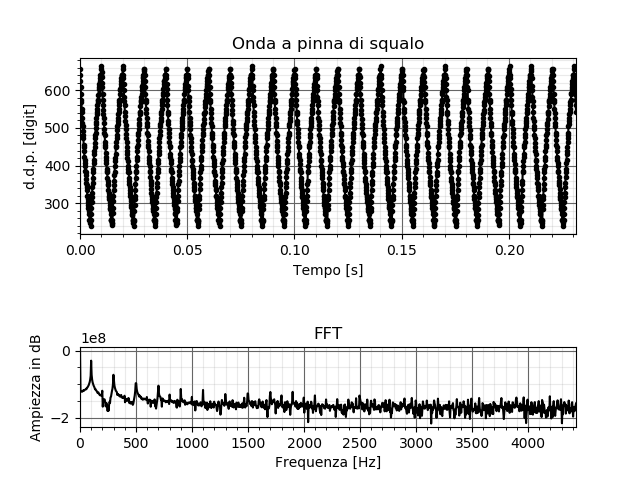 Onda a pinna di squalo
d.d.p. [digit]
600
500
400
300
0.00 0.05 0.10 0.15 0.20
Tempo [s]
FFT
1e8
Ampiezza in dB
0
−2
0 500 1000 1500 2000 2500 3000 3500 4000
Frequenza [Hz]